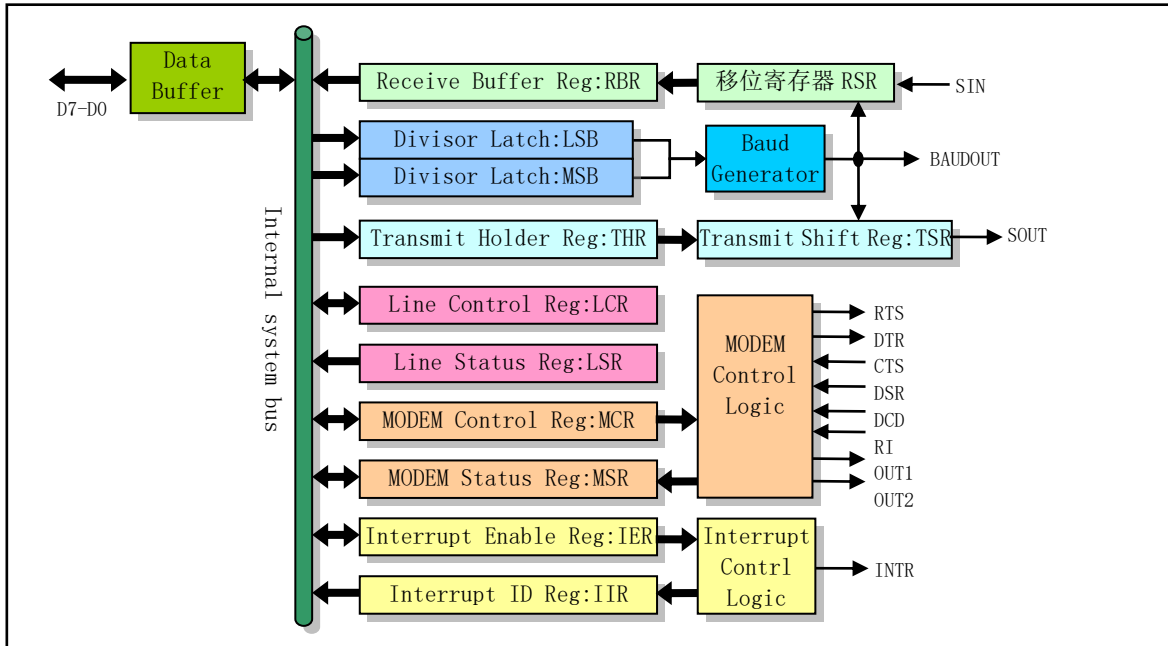 Data
Buffer
D7-D0
Internal system bus
Receive Buffer Reg:RBR
移位寄存器 RSR
SIN
Divisor Latch:LSB
Divisor Latch:MSB
Baud
Generator
BAUDOUT
Transmit Holder Reg:THR
Transmit Shift Reg:TSR
SOUT
Line Control Reg:LCR
Line Status Reg:LSR
MODEM Control Reg:MCR
MODEM Status Reg:MSR
MODEM
Control
Logic
RTS
DTR
CTS
DSR
DCD
RI
OUT1
OUT2
Interrupt Enable Reg:IER
Interrupt ID Reg:IIR
Interrupt
Contrl
Logic
INTR